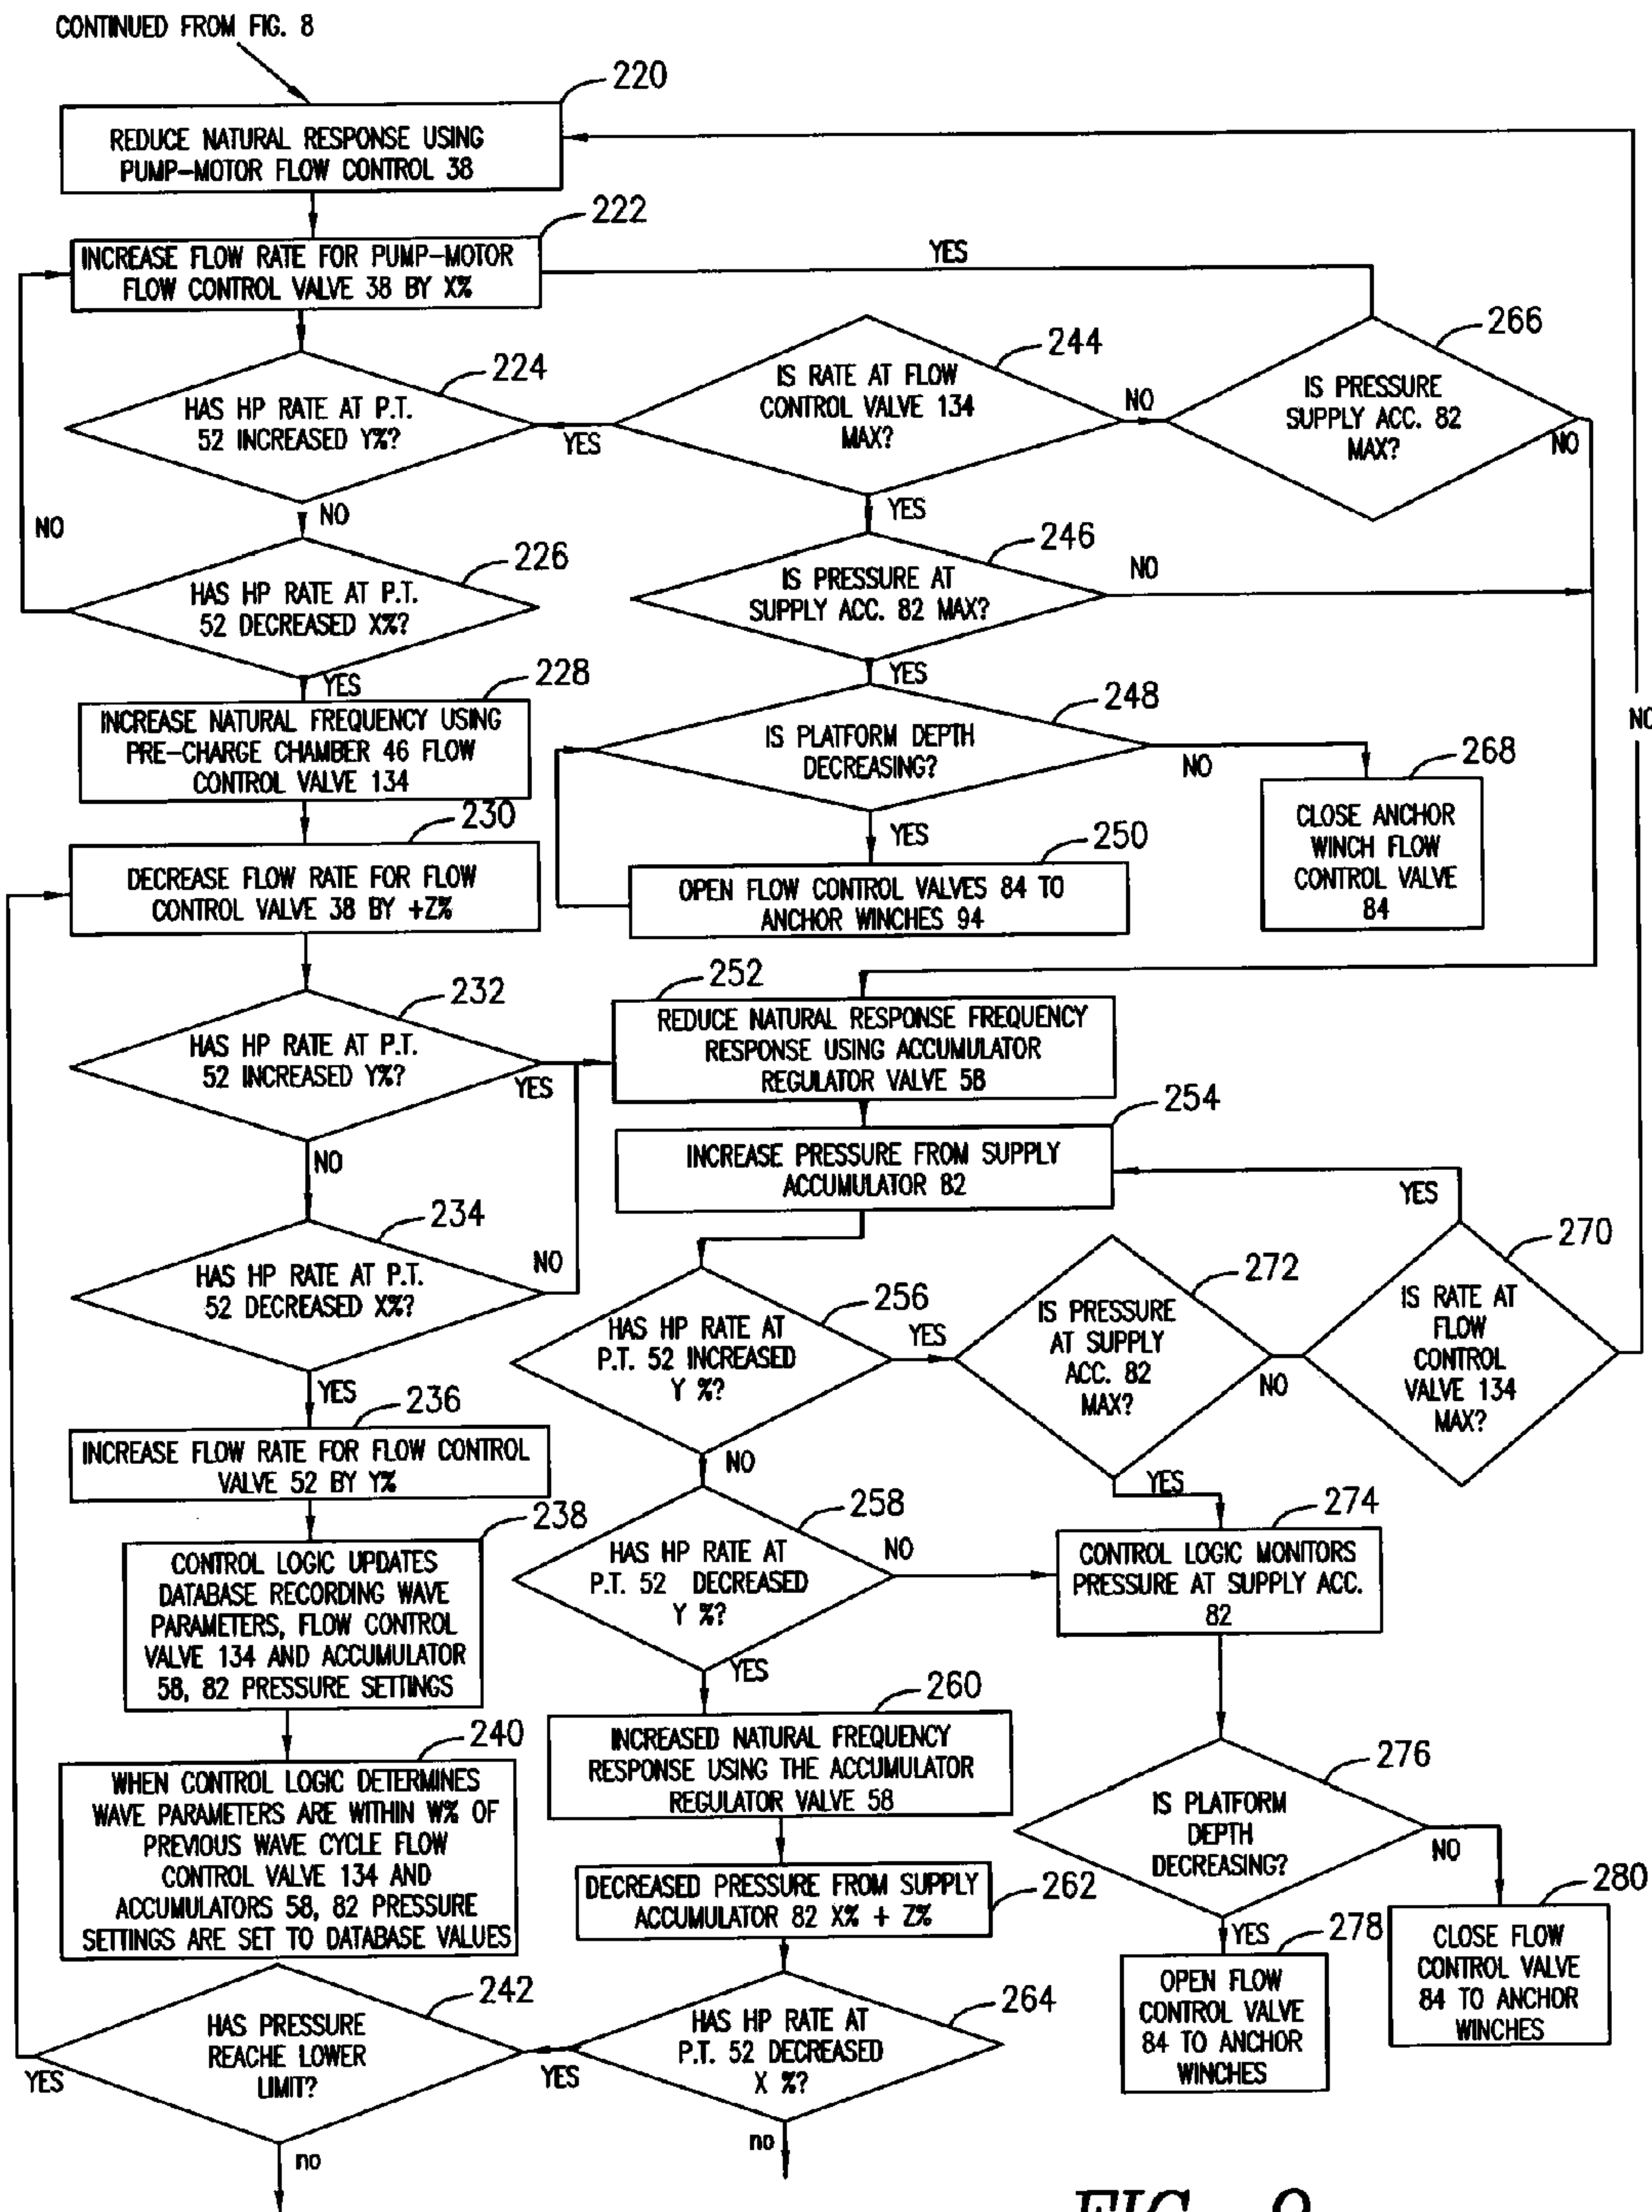 CONTINUED FROM FIG. 8
220
REDUCE NATURAL RESPONSE USING
PUMP-MOTOR FLOW CONTROL 38
222
INCREASE FLOW RATE FOR PUMP-MOTOR
FLOW CONTROL VALVE 38 BY X%
YES
224
HAS HP RATE AT P.T.
52 INCREASED Y%?
YES
244
IS RATE AT FLOW
CONTROL VALVE 134
MAX?
NO
266
IS PRESSURE
SUPPLY ACC. 82
MAX?
NO
NO
NO
YES
226
HAS HP RATE AT P.T.
52 DECREASED X%?
YES
246
IS PRESSURE AT
SUPPLY ACC. 82 MAX?
NO
YES
228
INCREASE NATURAL FREQUENCY USING
PRE-CHARGE CHAMBER 46 FLOW
CONTROL VALVE 134
248
IS PLATFORM DEPTH
DECREASING?
NO
NO
268
CLOSE ANCHOR
WINCH FLOW
CONTROL VALVE
84
YES
230
DECREASE FLOW RATE FOR FLOW
CONTROL VALVE 38 BY +Z%
250
OPEN FLOW CONTROL VALVES 84 TO
ANCHOR WINCHES 94
232
HAS HP RATE AT P.T.
52 INCREASED Y%?
YES
252
REDUCE NATURAL RESPONSE FREQUENCY
RESPONSE USING ACCUMULATOR
REGULATOR VALVE 58
254
INCREASE PRESSURE FROM SUPPLY
ACCUMULATOR 82
YES
NO
234
HAS HP RATE AT P.T.
52 DECREASED X%?
NO
YES
256
HAS HP RATE AT
P.T. 52 INCREASED
Y %?
YES
272
IS PRESSURE
AT SUPPLY
ACC. 82
MAX?
NO
270
IS RATE AT
FLOW
CONTROL
VALVE 134
MAX?
236
INCREASE FLOW RATE FOR FLOW CONTROL
VALVE 52 BY Y%
NO
YES
238
CONTROL LOGIC UPDATES
DATABASE RECORDING WAVE
PARAMETERS, FLOW CONTROL
VALVE 134 AND ACCUMULATOR
58, 82 PRESSURE SETTINGS
258
HAS HP RATE AT
P.T. 52 DECREASED
Y %?
NO
YES
274
CONTROL LOGIC MONITORS
PRESSURE AT SUPPLY ACC.
82
240
WHEN CONTROL LOGIC DETERMINES
WAVE PARAMETERS ARE WITHIN W% OF
PREVIOUS WAVE CYCLE FLOW
CONTROL VALVE 134 AND
ACCUMULATORS 58, 82 PRESSURE
SETTINGS ARE SET TO DATABASE VALUES
260
INCREASED NATURAL FREQUENCY
RESPONSE USING THE ACCUMULATOR
REGULATOR VALVE 58
276
IS PLATFORM
DEPTH
DECREASING?
NO
YES
262
DECREASED PRESSURE FROM SUPPLY
ACCUMULATOR 82 X% + Z%
278
OPEN FLOW
CONTROL VALVE
84 TO ANCHOR
WINCHES
280
CLOSE FLOW
CONTROL VALVE
84 TO ANCHOR
WINCHES
242
HAS PRESSURE
REACHE LOWER
LIMIT?
YES
no
264
HAS HP RATE AT
P.T. 52 DECREASED
X %?
YES
no